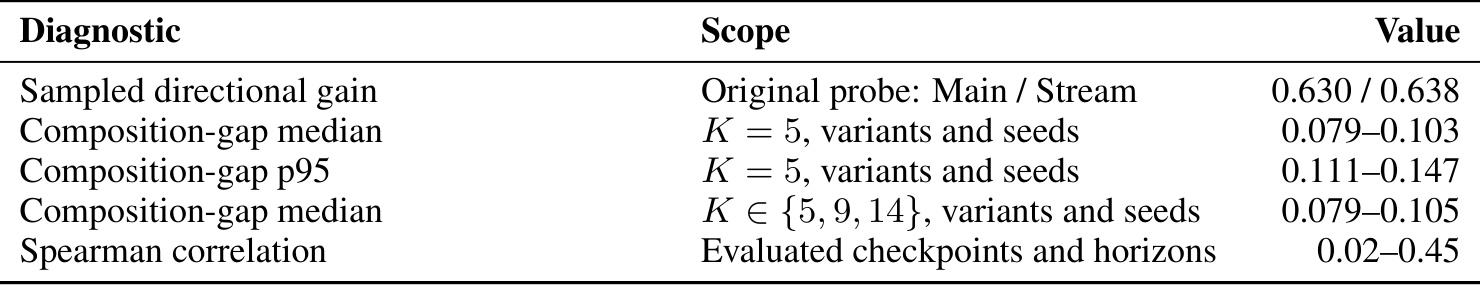 Diagnostic Scope Value
Sampled directional gain Original probe: Main / Stream 0.630 / 0.638
Composition-gap median K = 5, variants and seeds 0.079–0.103
Composition-gap p95 K = 5, variants and seeds 0.111–0.147
Composition-gap median K ∈ {5, 9, 14}, variants and seeds 0.079–0.105
Spearman correlation Evaluated checkpoints and horizons 0.02–0.45